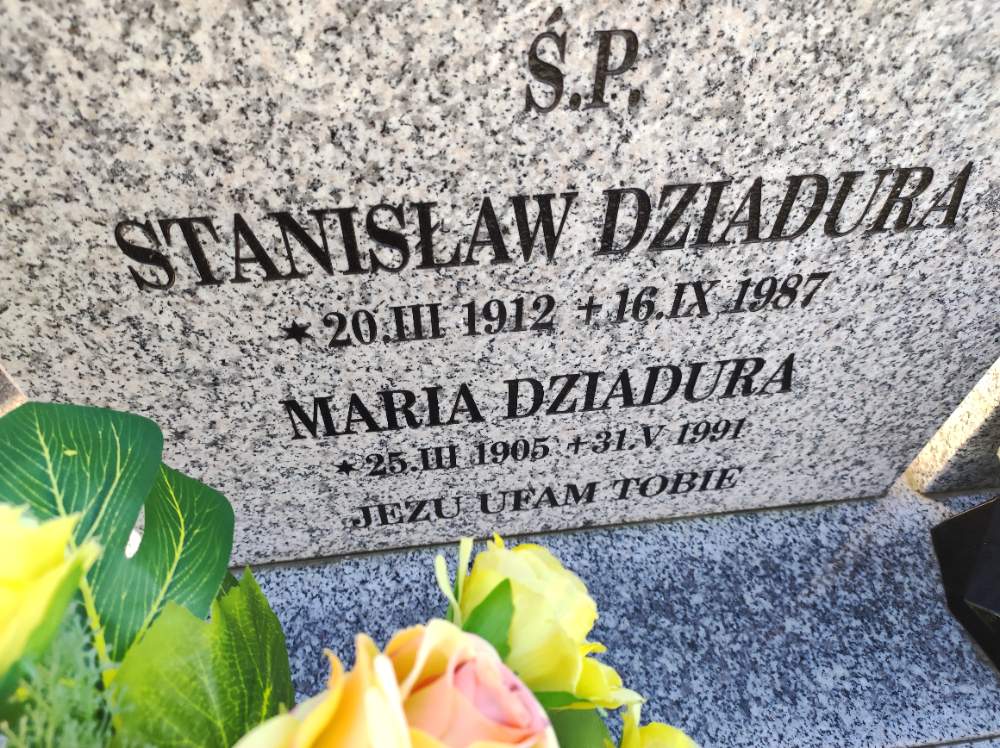 Ś.P.
STANISŁAW DZIADURA
★ 20.III 1912 + 16.IX 1987
MARIA DZIADURA
★ 25.III 1905 + 31.V 1991
JEZU UFAM TOBIE